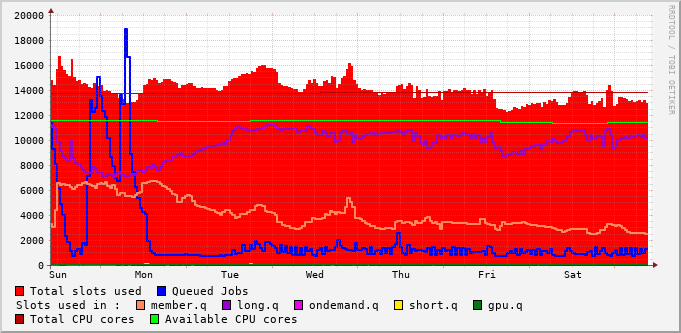 RRDTOOL / TOBI OETIKER
20000
18000
16000
14000
12000
10000
8000
6000
4000
2000
0
Sun Mon Tue Wed Thu Fri Sat
Total slots used Queued Jobs
Slots used in : member.q long.q ondemand.q short.q gpu.q
Total CPU cores
Available CPU cores